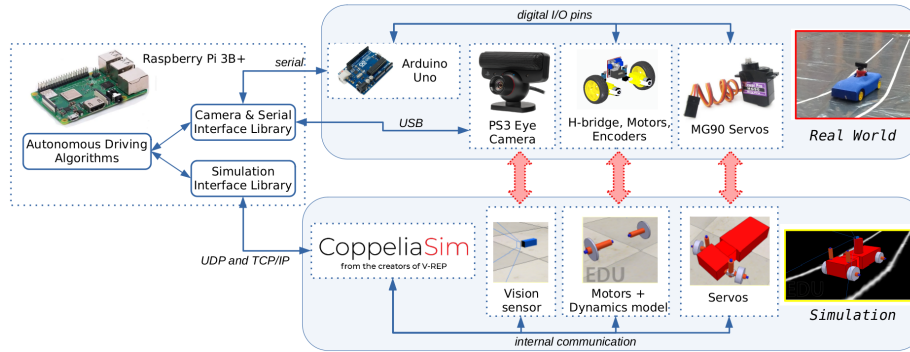 digital I/O pins
Raspberry Pi 3B+
serial
Arduino
Uno
Camera & Serial
Interface Library
USB
PS3 Eye
Camera
H-bridge, Motors,
Encoders
MG90 Servos
Real World
Autonomous Driving
Algorithms
Simulation
Interface Library
UDP and TCP/IP
CoppeliaSim
from the creators of V-REP
Vision
sensor
EDU
Motors +
Dynamics model
Servos
EDU
Simulation
internal communication